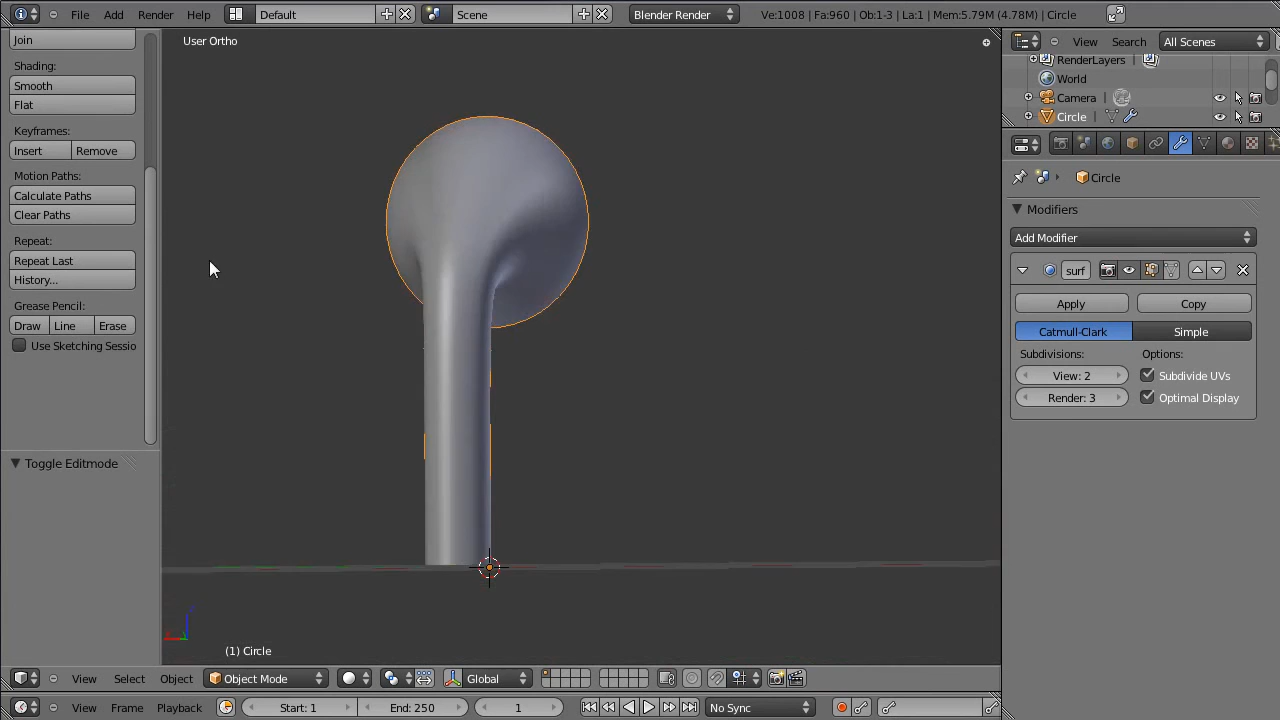 File Add Render Help Default Scene Blender Render Ve:1008 | Fa:960 | Ob:1-3 | La:1 | Mem:5.79M (4.78M) | Circle
Join
Shading:
Smooth
Flat
Keyframes:
Insert Remove
Motion Paths:
Calculate Paths
Clear Paths
Repeat:
Repeat Last
History...
Grease Pencil:
Draw Line Erase
Use Sketching Sessio
Toggle Editmode
User Ortho
(1) Circle
View Search All Scenes
RenderLayers
World
Camera
Circle
Circle
Modifiers
Add Modifier
surf
Apply Copy
Catmull-Clark Simple
Subdivisions: Options:
View: 2 Subdivide UVs
Render: 3 Optimal Display
View Select Object Object Mode Global
View Frame Playback Start: 1 End: 250 1 No Sync